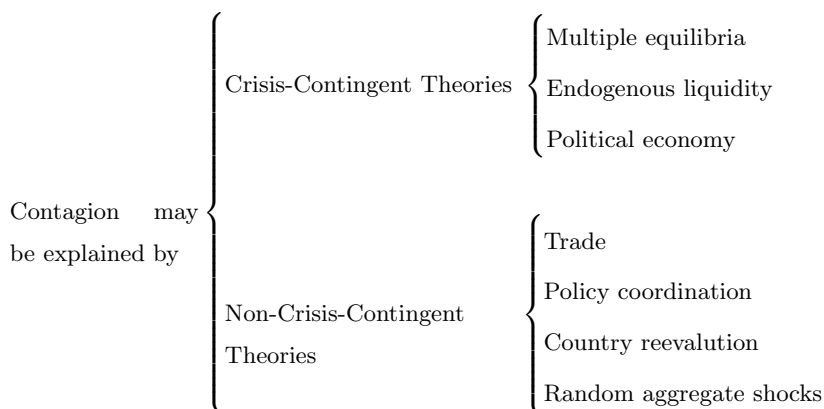 Contagion may
be explained by
Crisis-Contingent Theories
Multiple equilibria
Endogenous liquidity
Political economy
Non-Crisis-Contingent
Theories
Trade
Policy coordination
Country reevalution
Random aggregate shocks